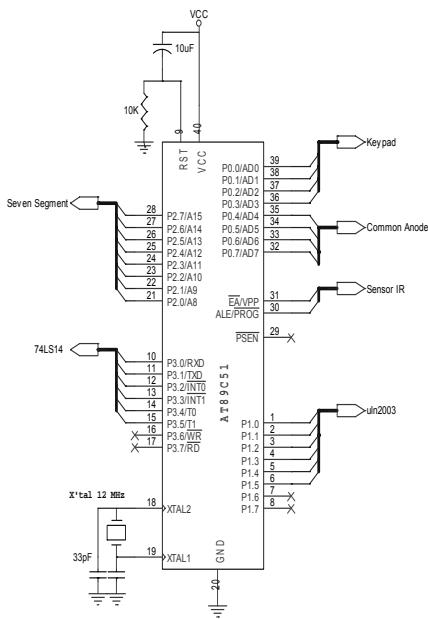 VCC
10uF
10K
9
40
RST
VCC
AT89C51
GND
20
Seven Segment
28 P2.7/A15
27 P2.6/A14
26 P2.5/A13
25 P2.4/A12
24 P2.3/A11
23 P2.2/A10
22 P2.1/A9
21 P2.0/A8
74LS14
10 P3.0/RXD
11 P3.1/TXD
12 P3.2/INT0
13 P3.3/INT1
14 P3.4/T0
15 P3.5/T1
16 P3.6/WR
17 P3.7/RD
X'tal 12 MHz
18 XTAL2
19 XTAL1
33pF
P0.0/AD0 39
P0.1/AD1 38
P0.2/AD2 37
P0.3/AD3 36
P0.4/AD4 35
P0.5/AD5 34
P0.6/AD6 33
P0.7/AD7 32
Keypad
Common Anode
EA/VPP 31
ALE/PROG 30
Sensor IR
PSEN 29
P1.0 1
P1.1 2
P1.2 3
P1.3 4
P1.4 5
P1.5 6
P1.6 7
P1.7 8
uln2003